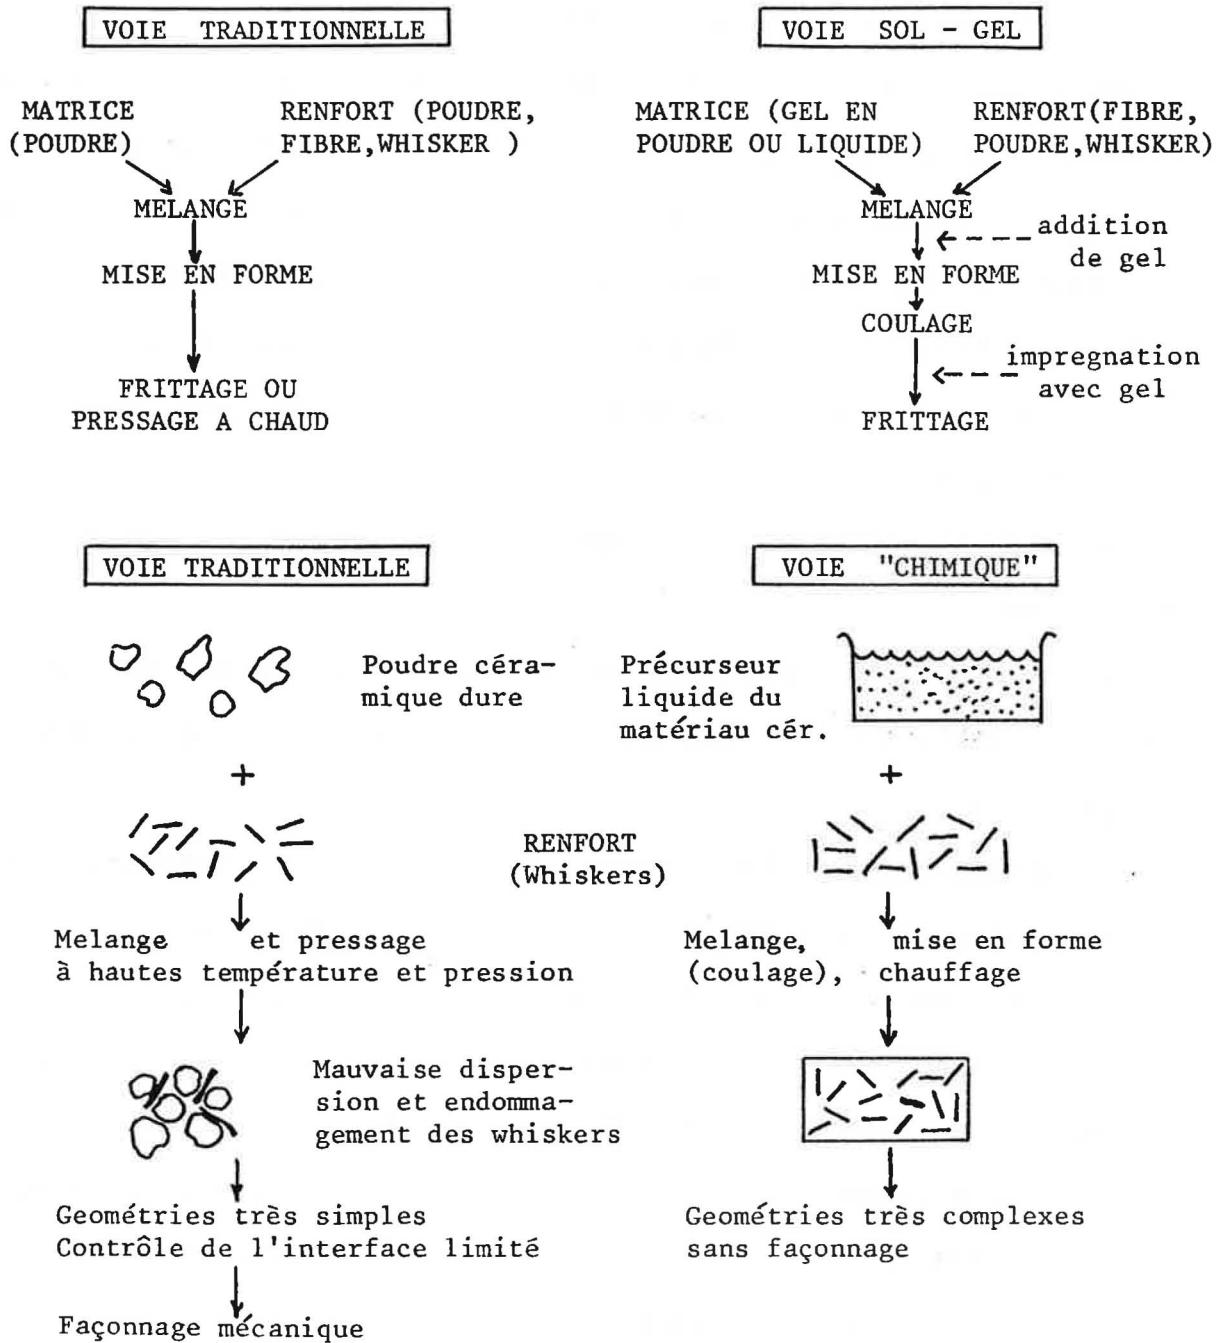 VOIE TRADITIONNELLE
MATRICE
(POUDRE)
RENFORT (POUDRE,
FIBRE,WHISKER )
MELANGE
MISE EN FORME
FRITTAGE OU
PRESSAGE A CHAUD
VOIE SOL - GEL
MATRICE (GEL EN
POUDRE OU LIQUIDE)
RENFORT(FIBRE,
POUDRE,WHISKER)
MELANGE
addition
de gel
MISE EN FORME
COULAGE
impregnation
avec gel
FRITTAGE
VOIE TRADITIONNELLE
Poudre céra-
mique dure
+
RENFORT
(Whiskers)
Melange et pressage
à hautes température et pression
Mauvaise disper-
sion et endomma-
gement des whiskers
Geométries très simples
Contrôle de l'interface limité
Façonnage mécanique
VOIE "CHIMIQUE"
Précurseur
liquide du
matériau cér.
+
Melange, mise en forme
(coulage), chauffage
Geométries très complexes
sans façonnage